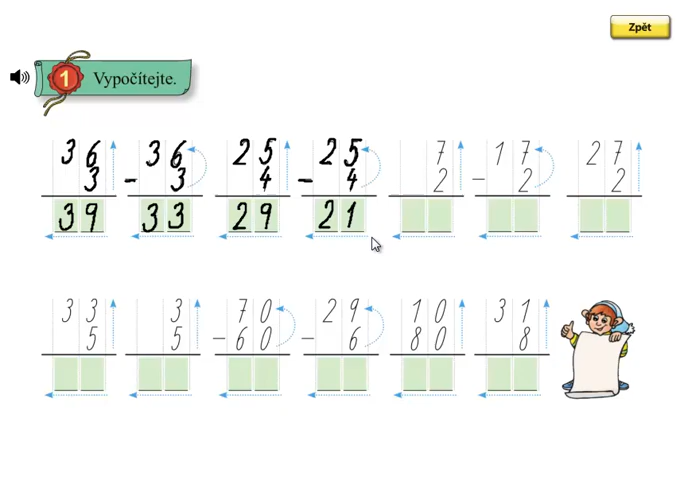 Zpět
1 Vypočítejte.
36 36 25 25 7 17 27
3 - 3 4 - 4 2 - 2 2
39 33 29 21
33 3 70 29 10 31
5 5 - 60 - 6 80 8